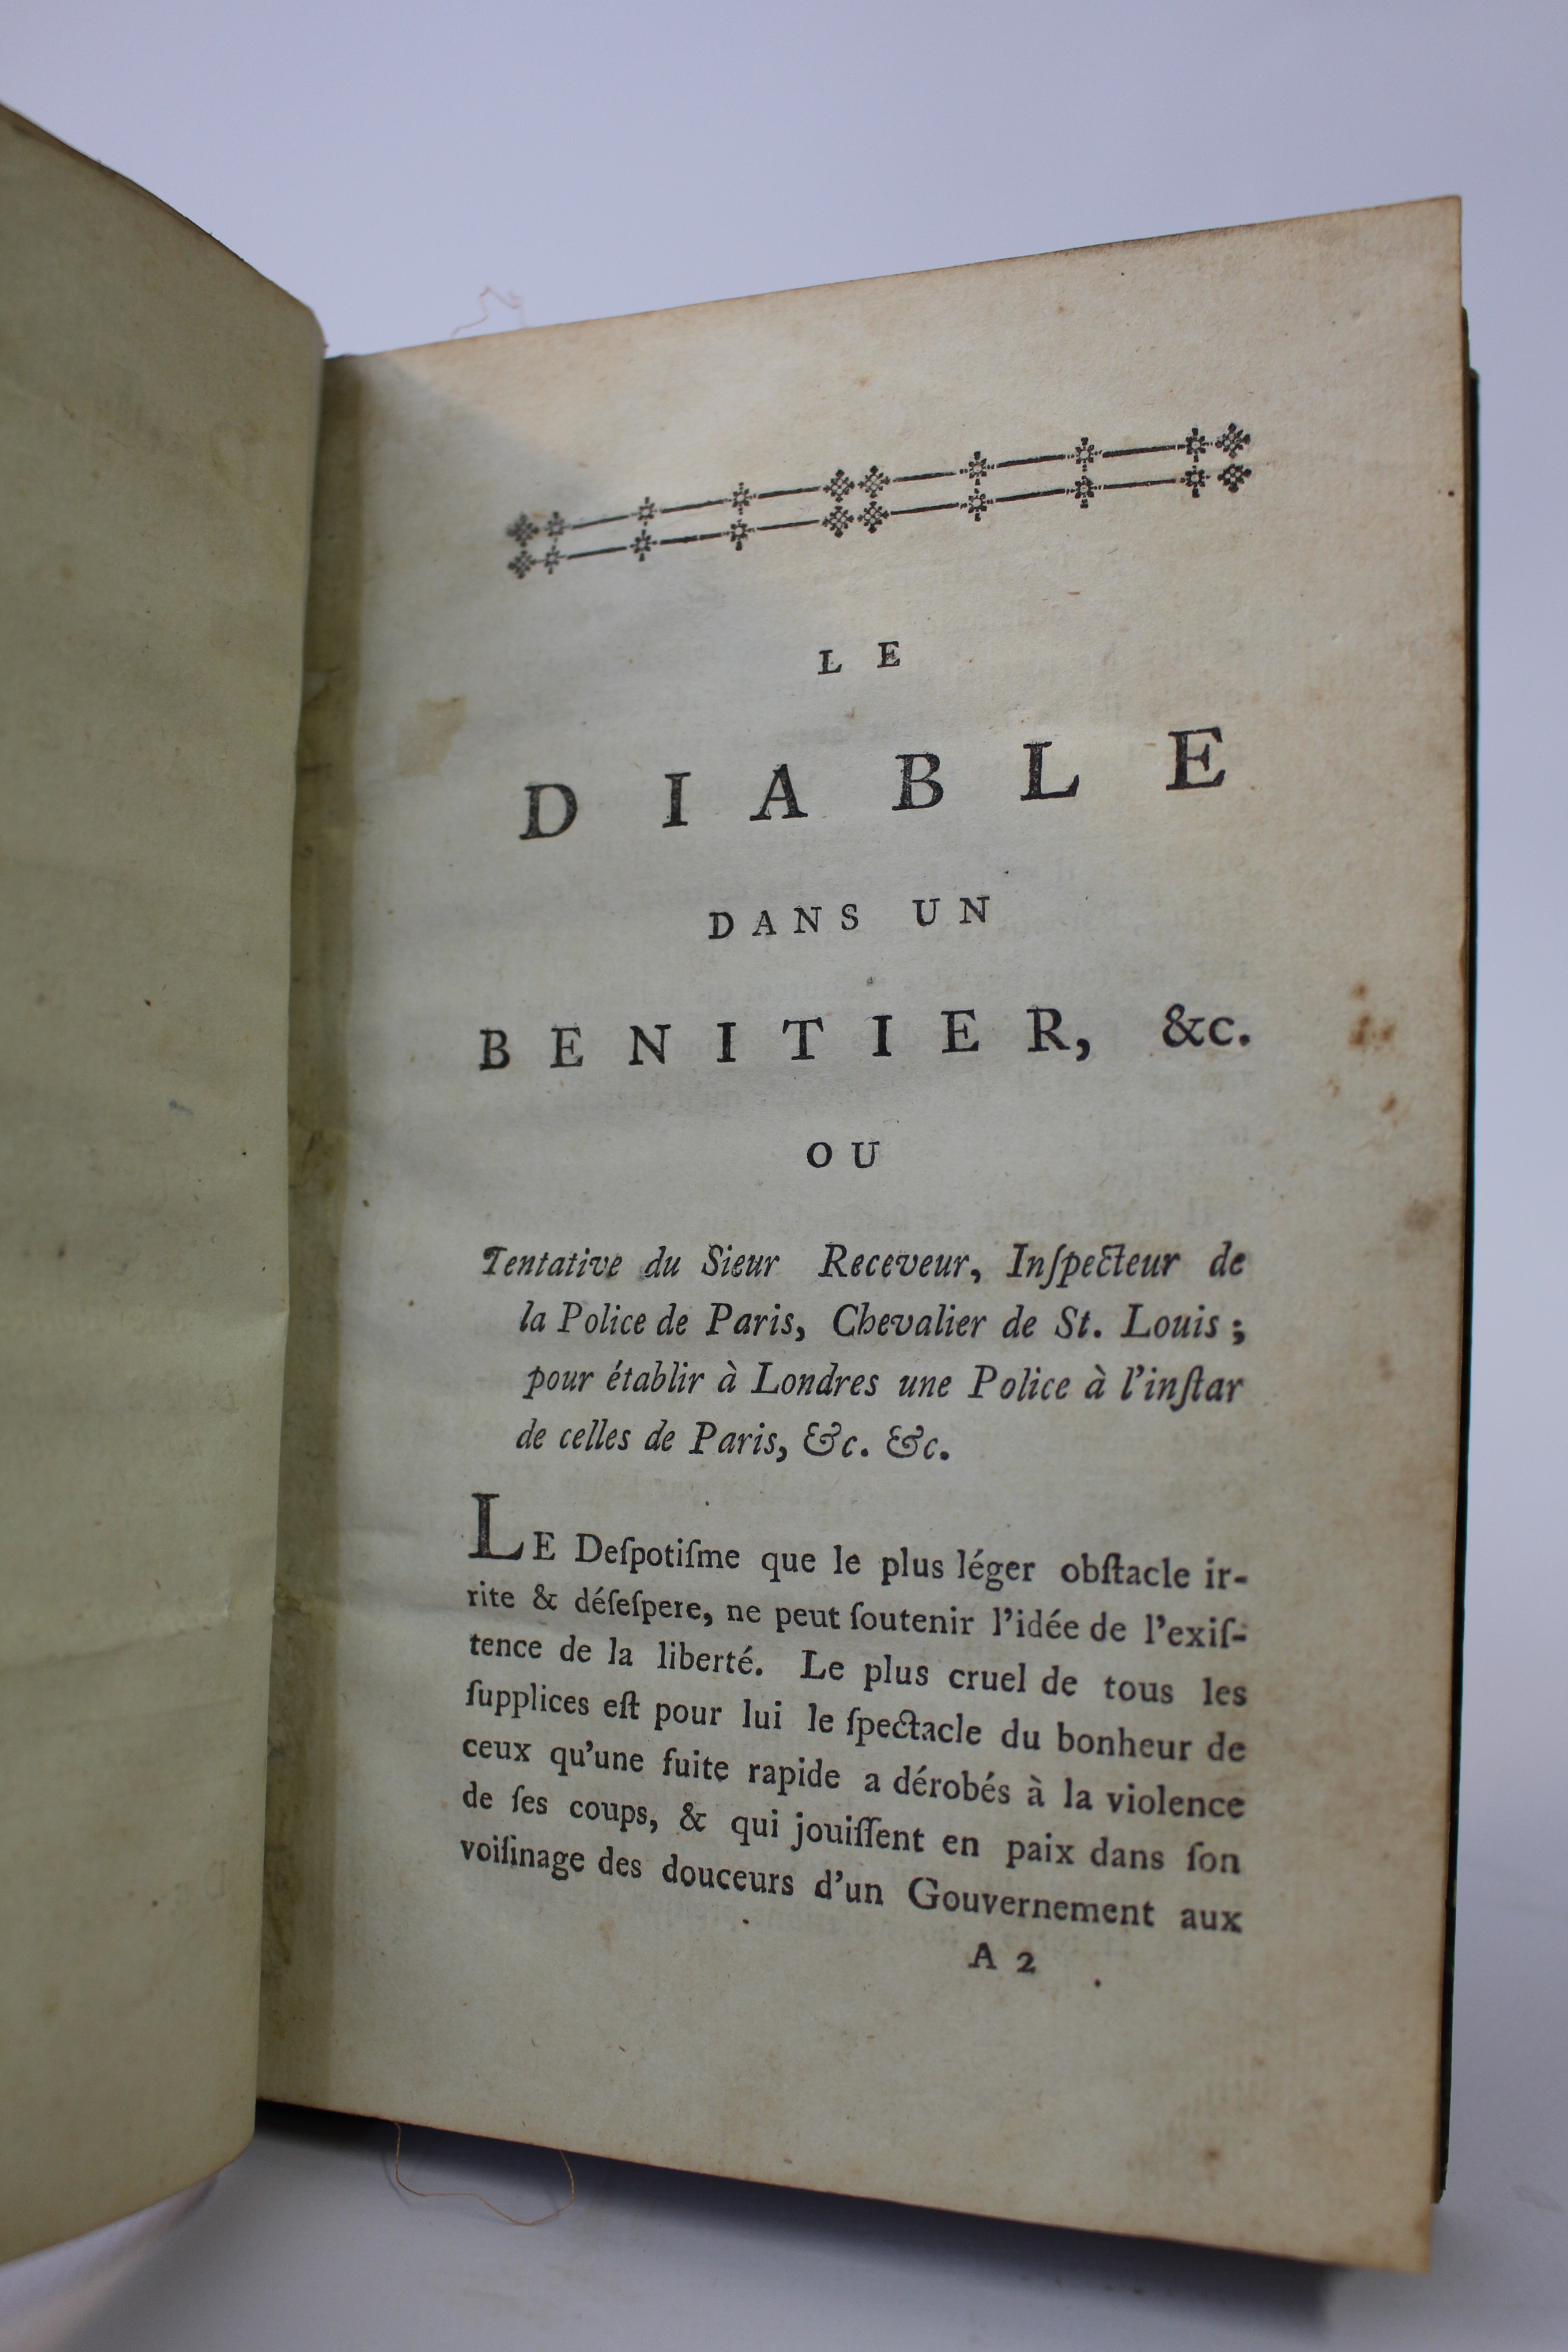 LE
DIABLE
DANS UN
BENITIER, &c.
OU
Tentative du Sieur Receveur, Inſpecteur de
la Police de Paris, Chevalier de St. Louis ;
pour établir à Londres une Police à l'inſtar
de celles de Paris, &c. &c.
LE Deſpotiſme que le plus léger obſtacle ir-
rite & déſeſpere, ne peut ſoutenir l'idée de l'exiſ-
tence de la liberté. Le plus cruel de tous les
ſupplices eſt pour lui le ſpectacle du bonheur de
ceux qu'une fuite rapide a dérobés à la violence
de ſes coups, & qui jouiſſent en paix dans ſon
voiſinage des douceurs d'un Gouvernement aux
A 2